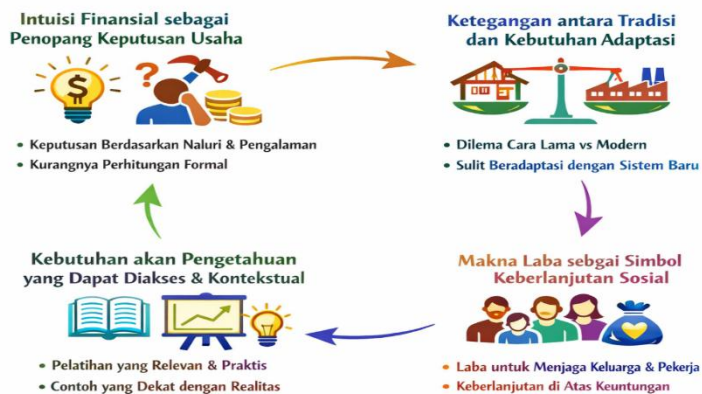 Intuisi Finansial sebagai
Penopang Keputusan Usaha
$
?
• Keputusan Berdasarkan Naluri & Pengalaman
• Kurangnya Perhitungan Formal
Ketegangan antara Tradisi
dan Kebutuhan Adaptasi
• Dilema Cara Lama vs Modern
• Sulit Beradaptasi dengan Sistem Baru
Kebutuhan akan Pengetahuan
yang Dapat Diakses & Kontekstual
• Pelatihan yang Relevan & Praktis
• Contoh yang Dekat dengan Realitas
Makna Laba sebgai Simbol
Keberlanjutan Sosial
• Laba untuk Menjaga Keluarga & Pekerja
• Keberlanjutan di Atas Keuntungan